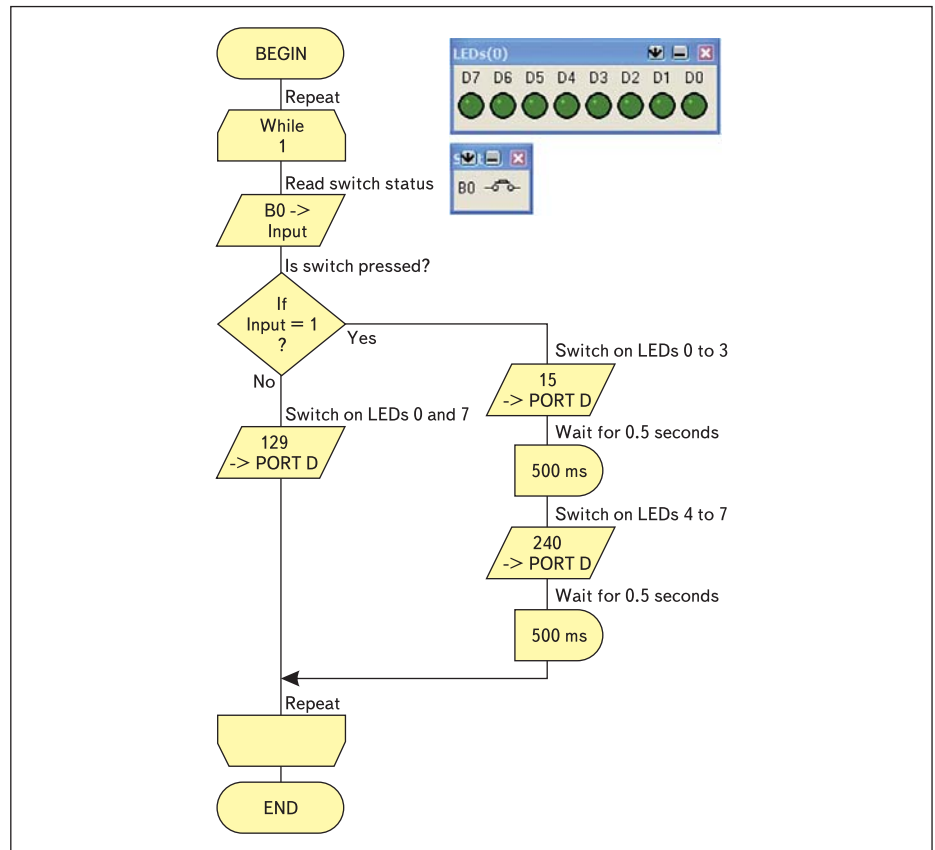 BEGIN
Repeat
While
1
Read switch status
B0 ->
Input
Is switch pressed?
If
Input = 1
?
Yes
No
Switch on LEDs 0 and 7
129
-> PORT D
Switch on LEDs 0 to 3
15
-> PORT D
Wait for 0.5 seconds
500 ms
Switch on LEDs 4 to 7
240
-> PORT D
Wait for 0.5 seconds
500 ms
Repeat
END
LEDs(0)
D7 D6 D5 D4 D3 D2 D1 D0
B0